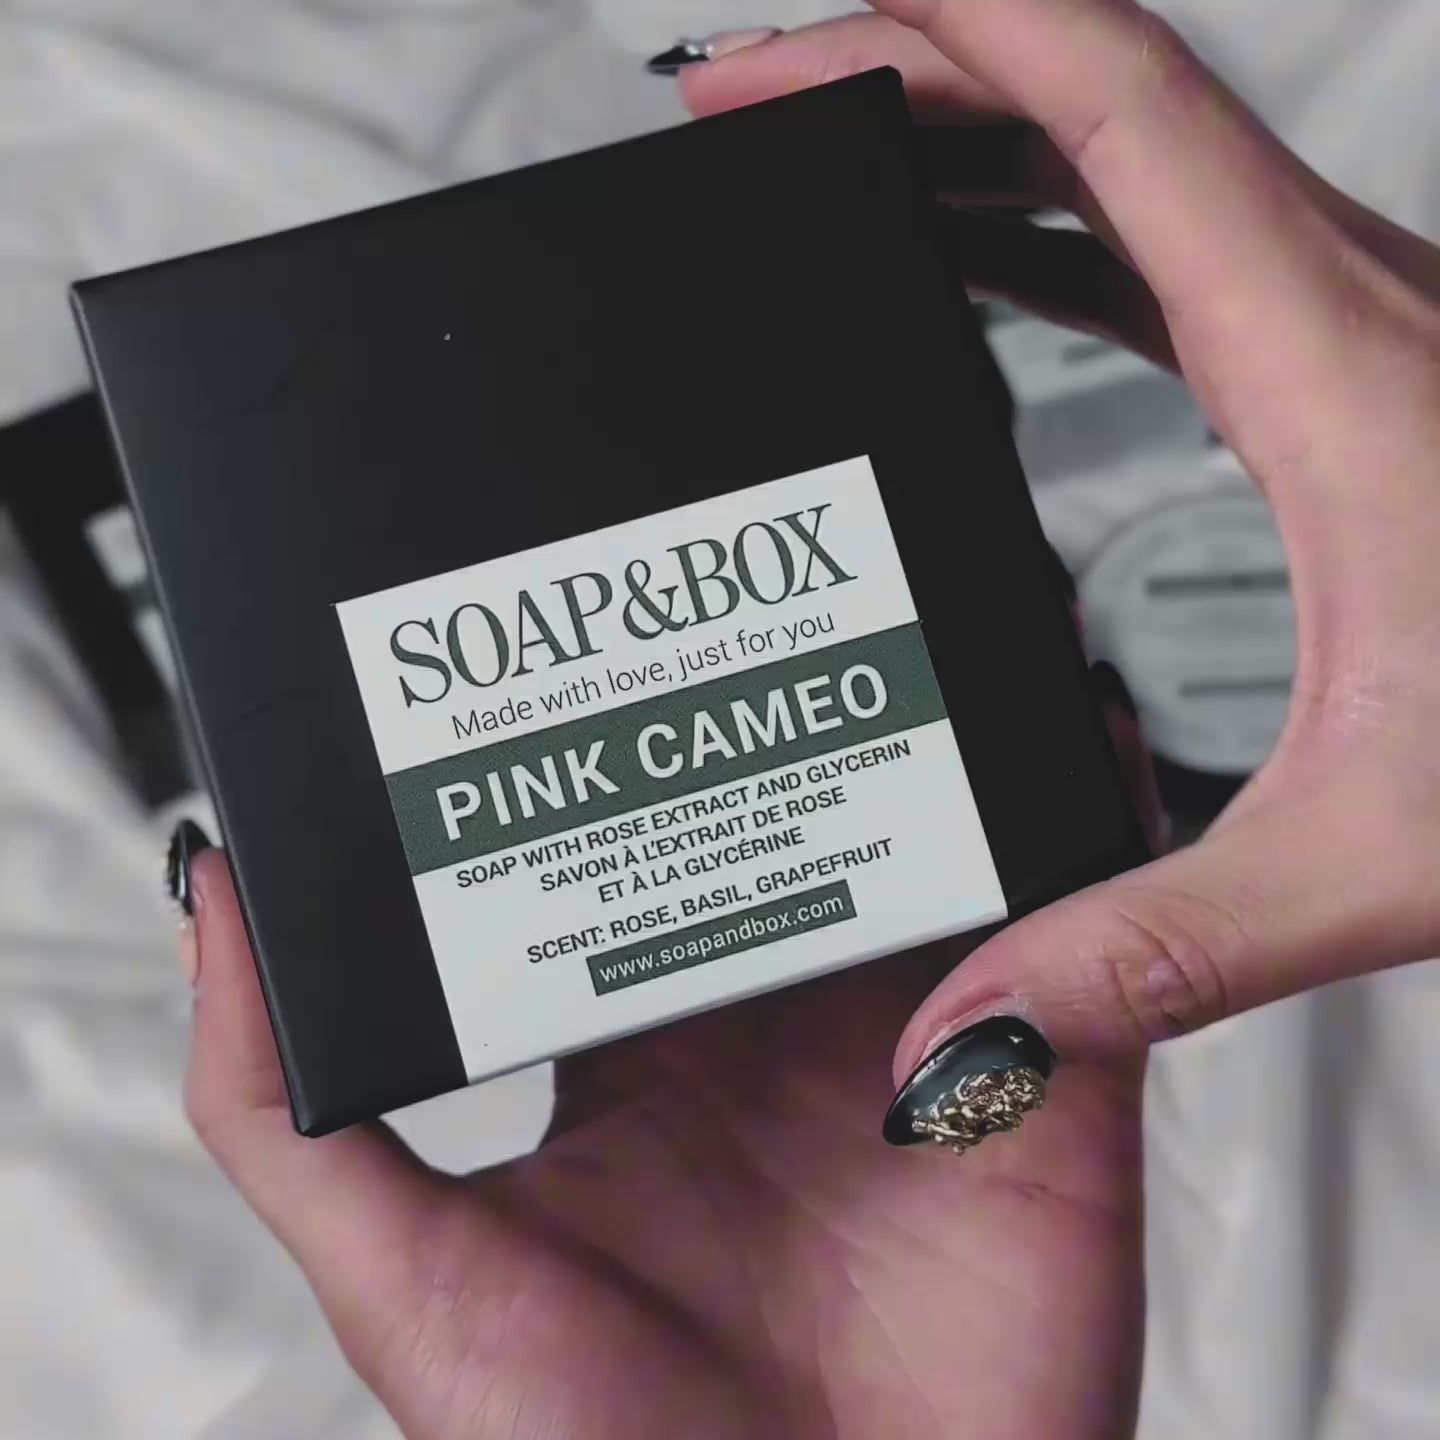 SOAP&BOX
Made with love, just for you
PINK CAMEO
SOAP WITH ROSE EXTRACT AND GLYCERIN
SAVON À L'EXTRAIT DE ROSE
ET À LA GLYCÉRINE
SCENT: ROSE, BASIL, GRAPEFRUIT
www.soapandbox.com